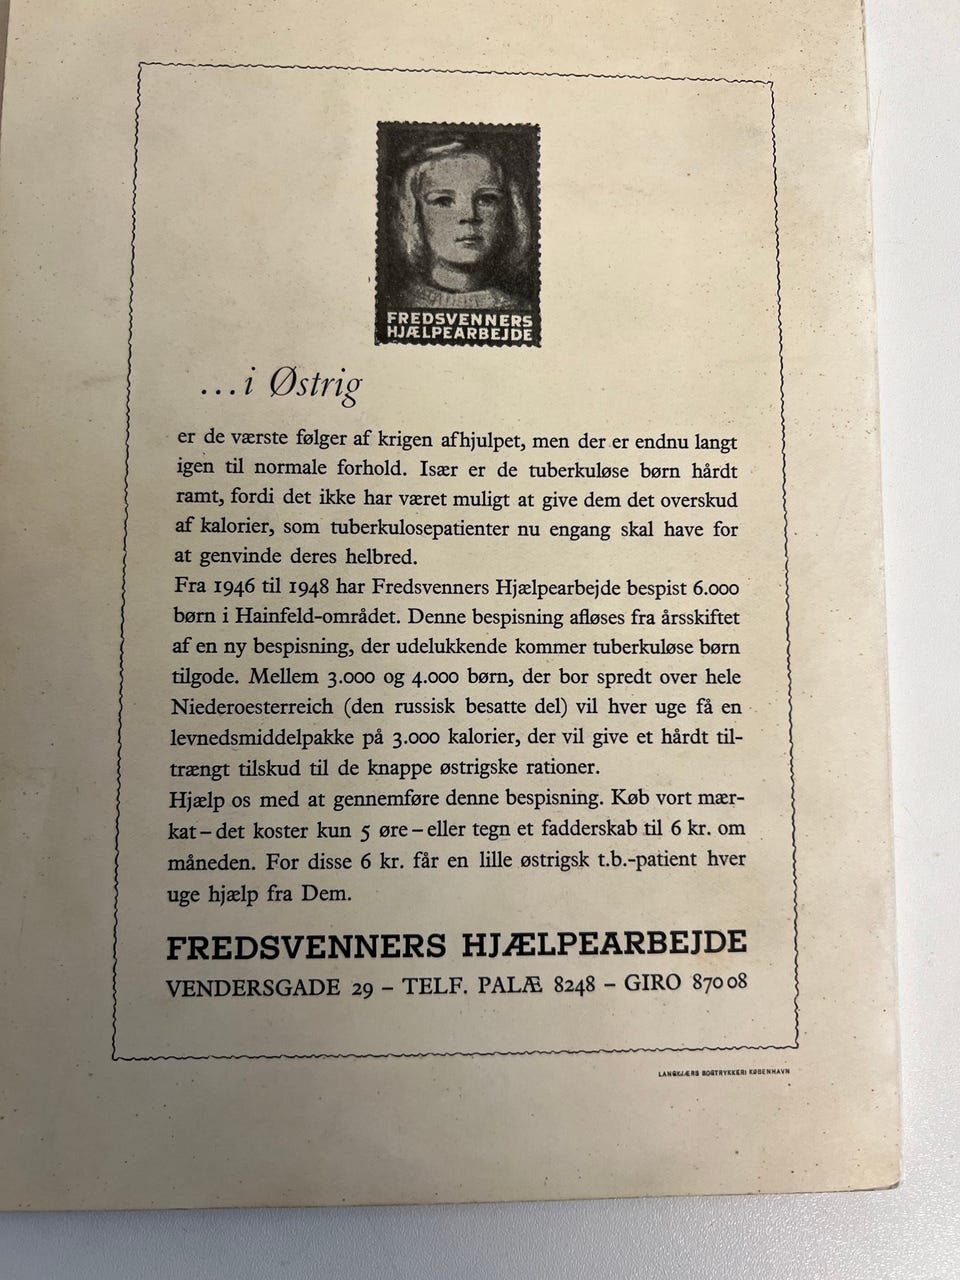 FREDSVENNERS
HJÆLPEARBEJDE
...i Østrig
er de værste følger af krigen afhjulpet, men der er endnu langt
igen til normale forhold. Især er de tuberkuløse børn hårdt
ramt, fordi det ikke har været muligt at give dem det overskud
af kalorier, som tuberkulosepatienter nu engang skal have for
at genvinde deres helbred.
Fra 1946 til 1948 har Fredsvenners Hjælpearbejde bespist 6.000
børn i Hainfeld-området. Denne bespisning afløses fra årsskiftet
af en ny bespisning, der udelukkende kommer tuberkuløse børn
tilgode. Mellem 3.000 og 4.000 børn, der bor spredt over hele
Niederoesterreich (den russisk besatte del) vil hver uge få en
levnedsmiddelpakke på 3.000 kalorier, der vil give et hårdt til-
trængt tilskud til de knappe østrigske rationer.
Hjælp os med at gennemføre denne bespisning. Køb vort mær-
kat – det koster kun 5 øre – eller tegn et fadderskab til 6 kr. om
måneden. For disse 6 kr. får en lille østrigsk t.b.-patient hver
uge hjælp fra Dem.
FREDSVENNERS HJÆLPEARBEJDE
VENDERSGADE 29 – TELF. PALÆ 8248 – GIRO 87008
LANGKJÆRS BOGTRYKKERI KØBENHAVN